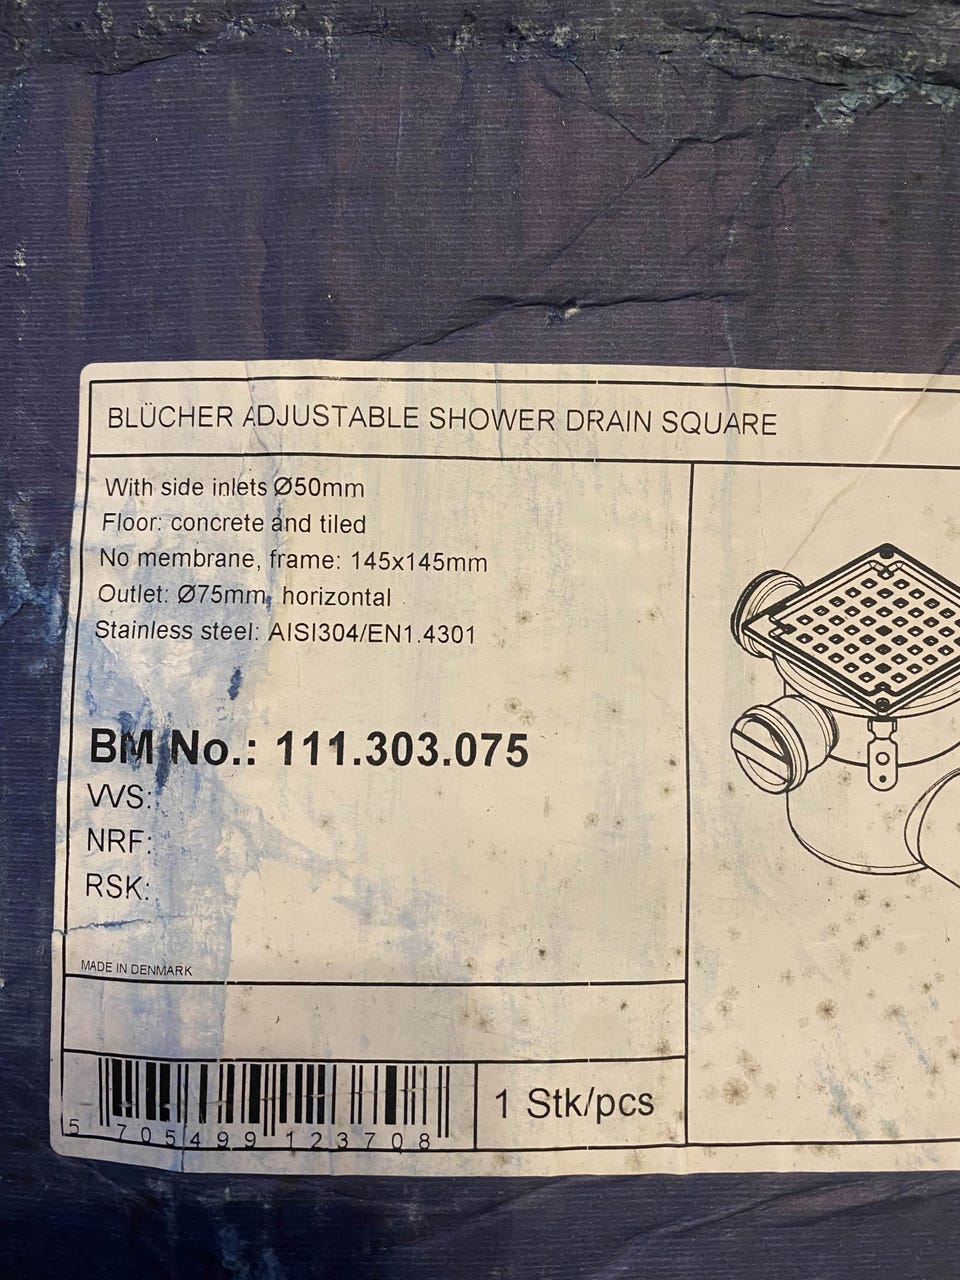 BLÜCHER ADJUSTABLE SHOWER DRAIN SQUARE
With side inlets Ø50mm
Floor: concrete and tiled
No membrane, frame: 145x145mm
Outlet: Ø75mm, horizontal
Stainless steel: AISI304/EN1.4301
BM No.: 111.303.075
VVS:
NRF:
RSK:
MADE IN DENMARK
5 705499 123708
1 Stk/pcs